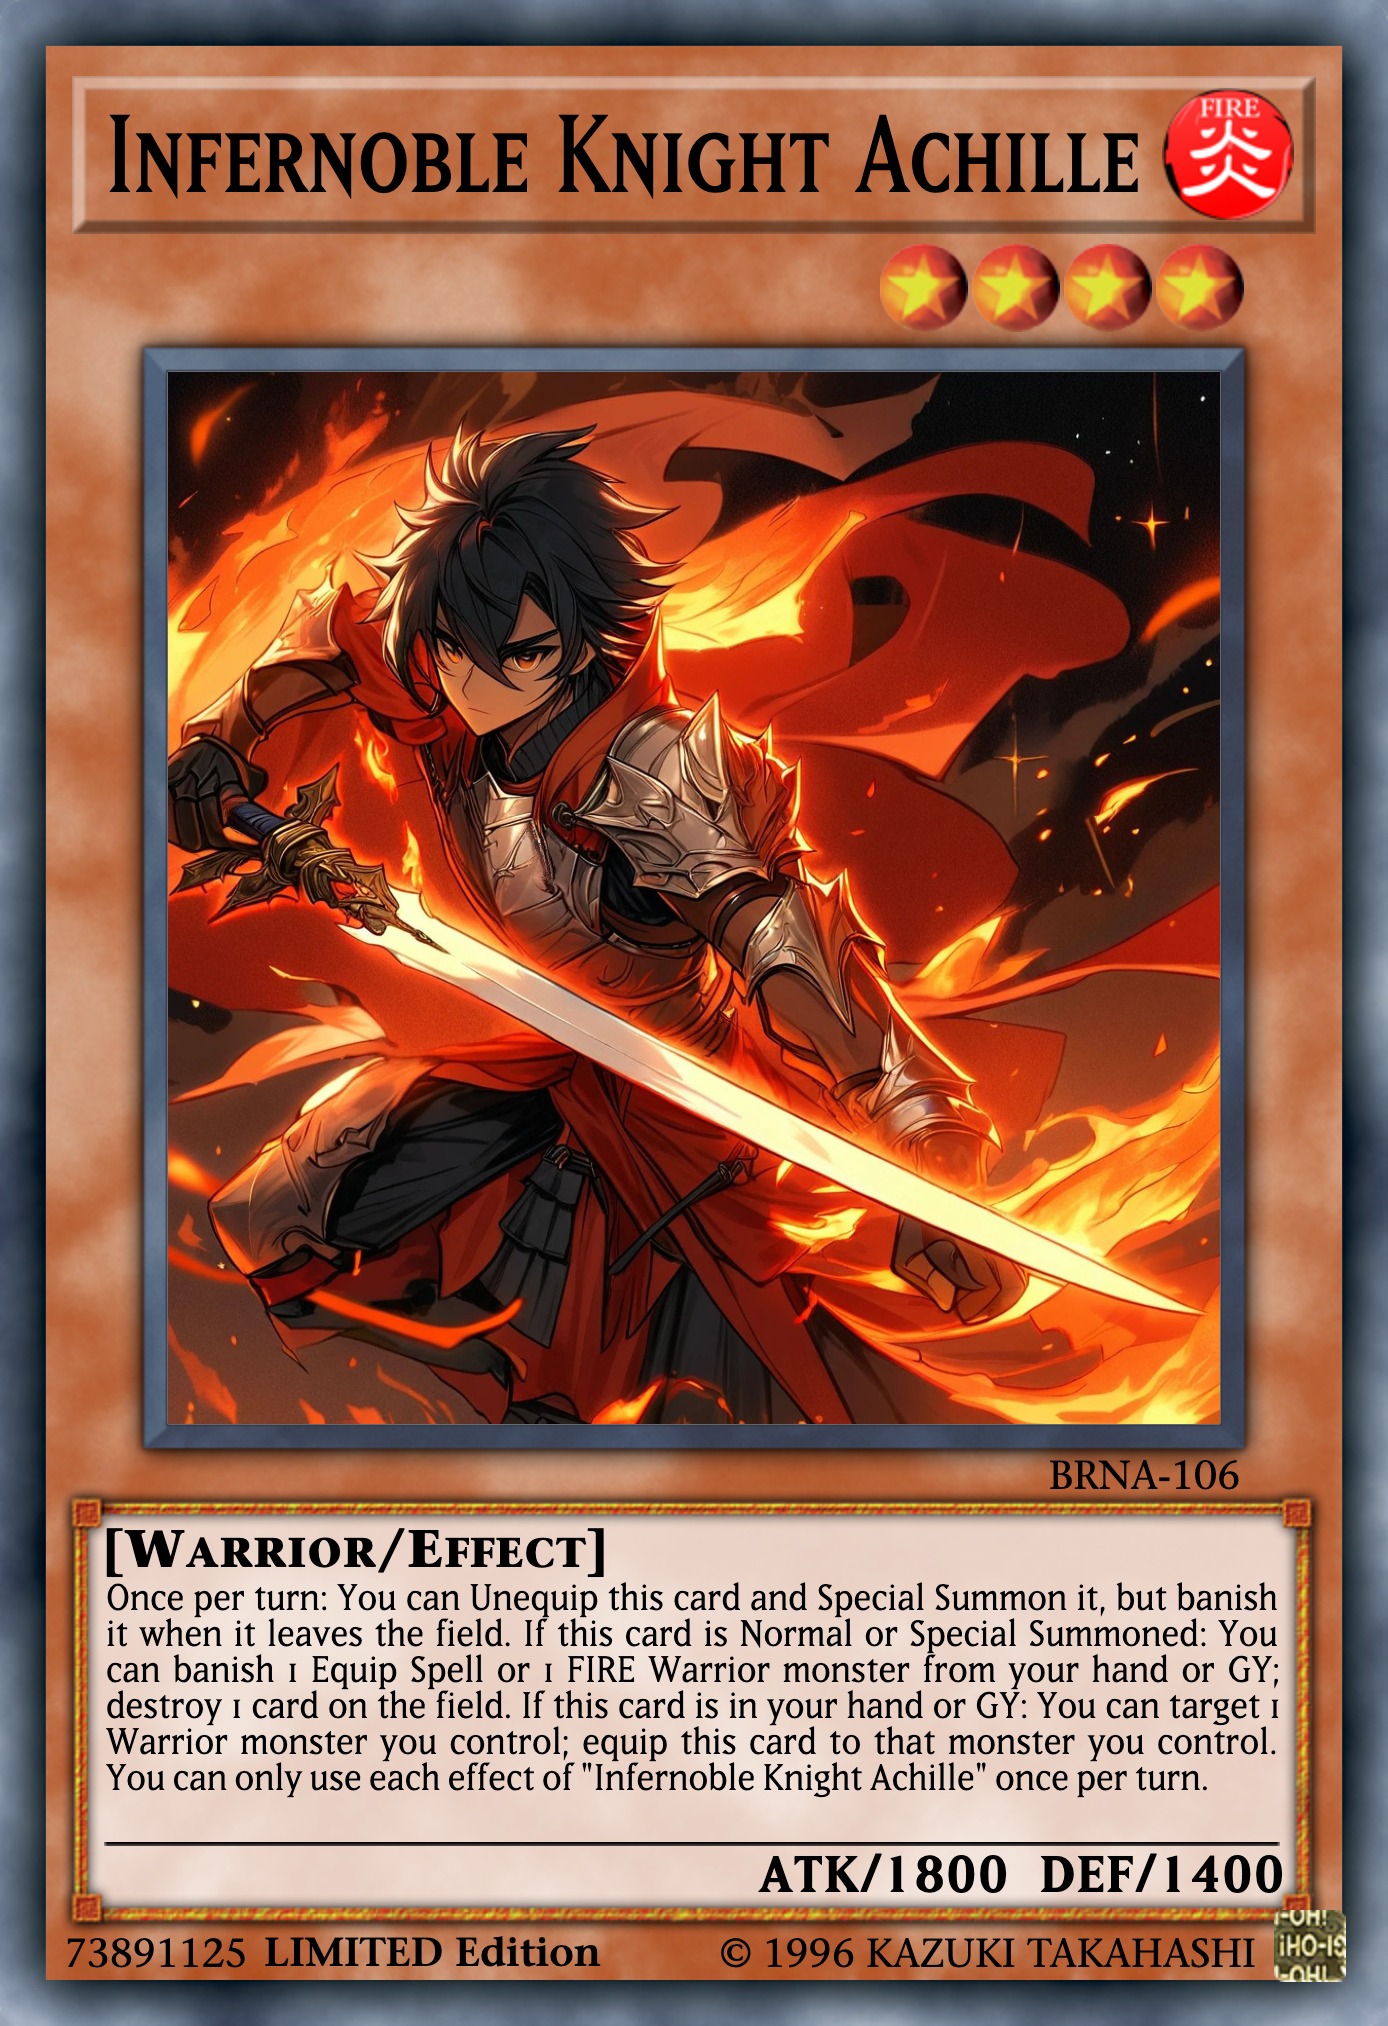 Infernoble Knight Achille
FIRE
炎
BRNA-106
[Warrior/Effect]
Once per turn: You can Unequip this card and Special Summon it, but banish
it when it leaves the field. If this card is Normal or Special Summoned: You
can banish 1 Equip Spell or 1 FIRE Warrior monster from your hand or GY;
destroy 1 card on the field. If this card is in your hand or GY: You can target 1
Warrior monster you control; equip this card to that monster you control.
You can only use each effect of "Infernoble Knight Achille" once per turn.
ATK/1800 DEF/1400
73891125 LIMITED Edition © 1996 KAZUKI TAKAHASHI